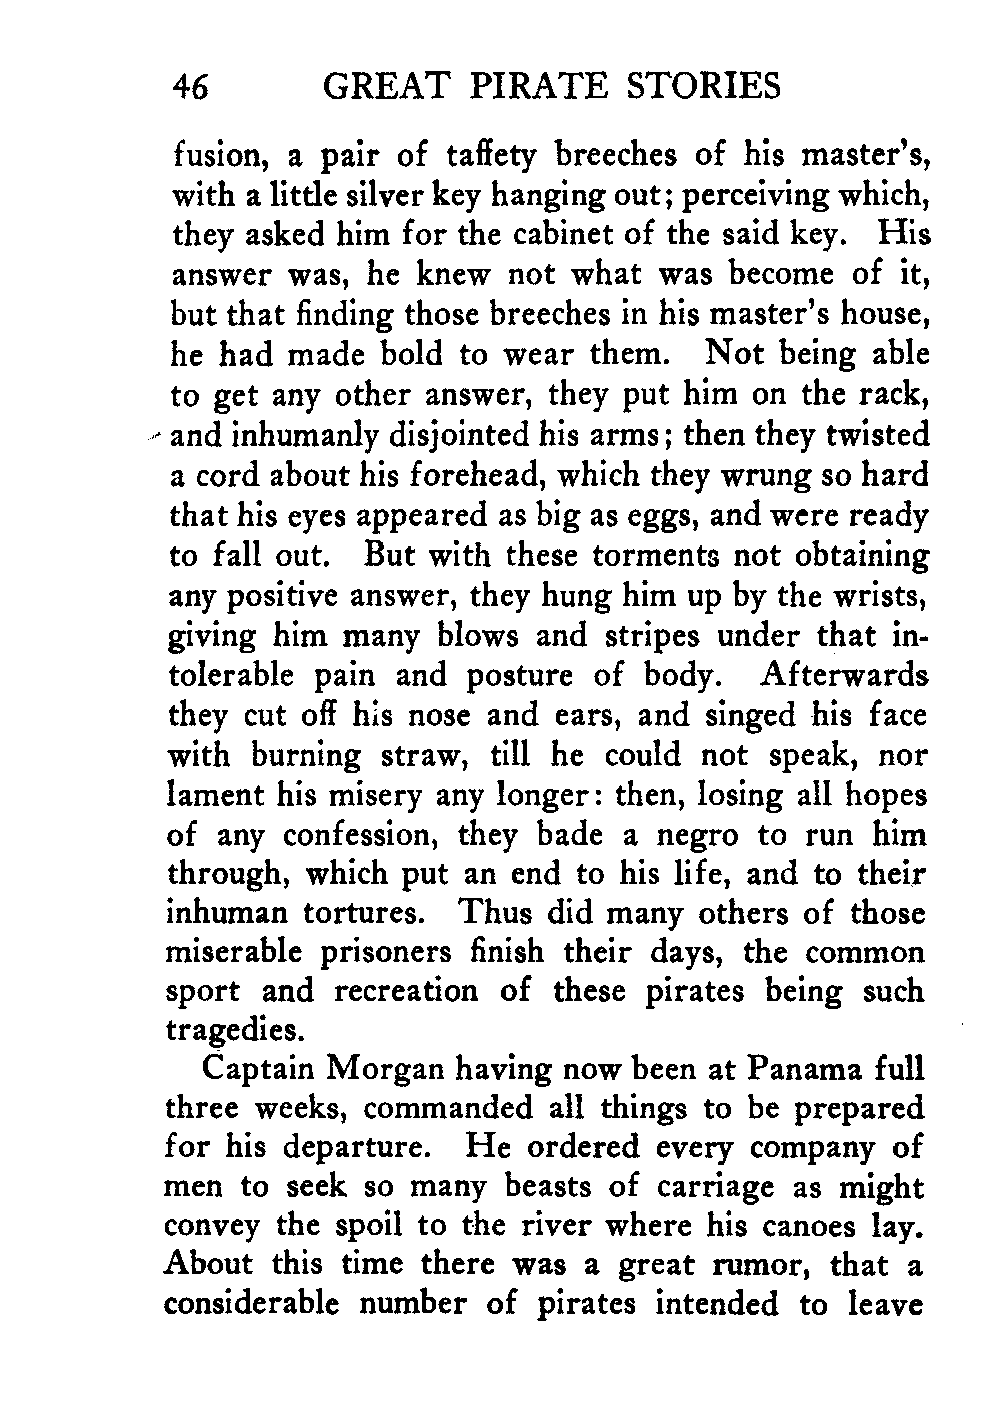 46 GREAT PIRATE STORIES
fusion, a pair of taffety breeches of his master's,
with a little silver key hanging out; perceiving which,
they asked him for the cabinet of the said key. His
answer was, he knew not what was become of it,
but that finding those breeches in his master's house,
he had made bold to wear them. Not being able
to get any other answer, they put him on the rack,
and inhumanly disjointed his arms; then they twisted
a cord about his forehead, which they wrung so hard
that his eyes appeared as big as eggs, and were ready
to fall out. But with these torments not obtaining
any positive answer, they hung him up by the wrists,
giving him many blows and stripes under that in-
tolerable pain and posture of body. Afterwards
they cut off his nose and ears, and singed his face
with burning straw, till he could not speak, nor
lament his misery any longer: then, losing all hopes
of any confession, they bade a negro to run him
through, which put an end to his life, and to their
inhuman tortures. Thus did many others of those
miserable prisoners finish their days, the common
sport and recreation of these pirates being such
tragedies.
Captain Morgan having now been at Panama full
three weeks, commanded all things to be prepared
for his departure. He ordered every company of
men to seek so many beasts of carriage as might
convey the spoil to the river where his canoes lay.
About this time there was a great rumor, that a
considerable number of pirates intended to leave